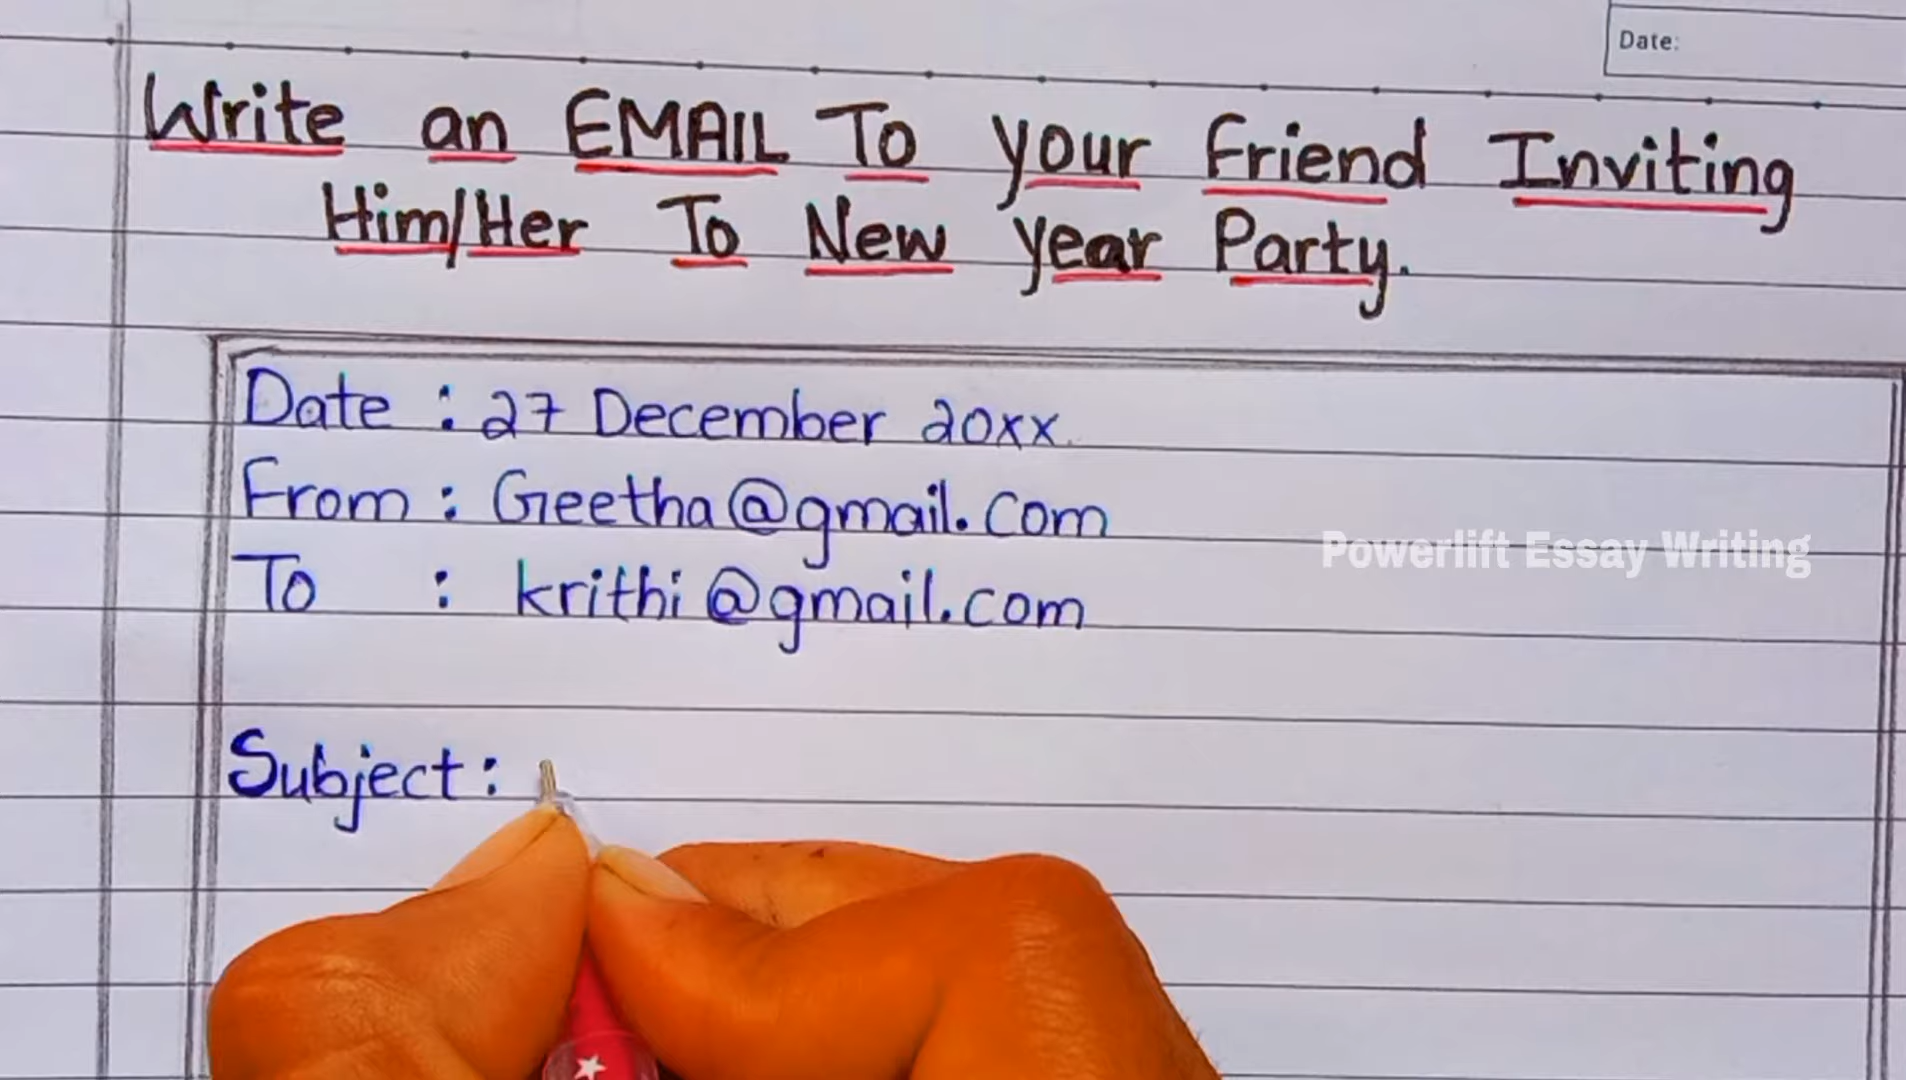 Date:
Write an EMAIL To your Friend Inviting
Him/Her To New year Party.
Date : 27 December 20xx.
From : Geetha@gmail.com
Powerlift Essay Writing
To : krithi@gmail.com
Subject :